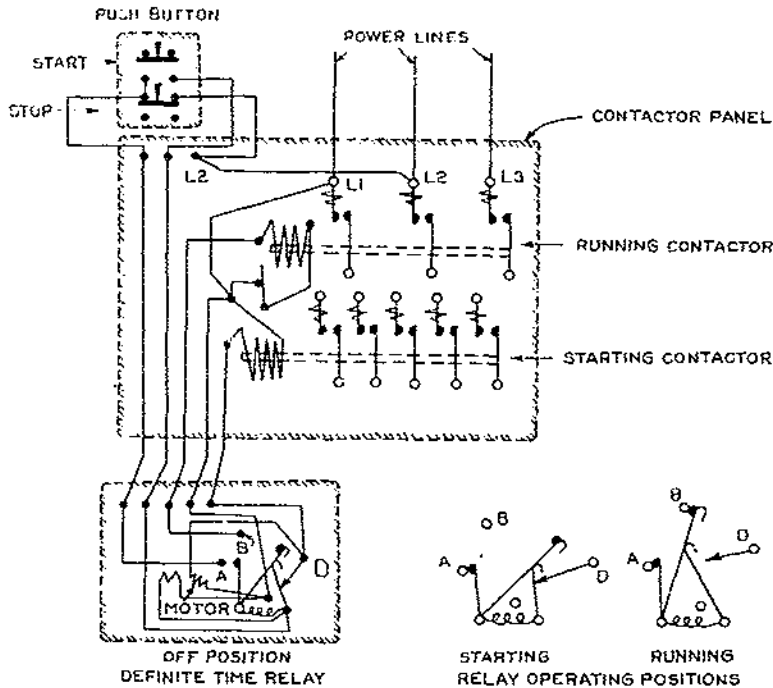 PUSH BUTTON
START
STOP
POWER LINES
CONTACTOR PANEL
L2
L1
L2
L3
RUNNING CONTACTOR
STARTING CONTACTOR
B
A
D
MOTOR
OFF POSITION
DEFINITE TIME RELAY
B
A
D
STARTING
B
A
D
RUNNING
RELAY OPERATING POSITIONS